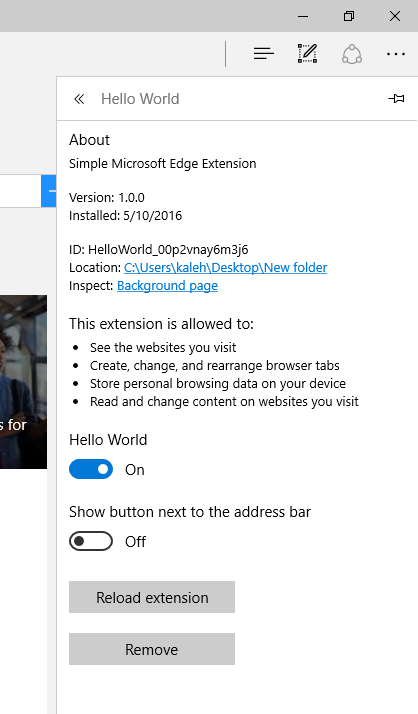 Hello World
About
Simple Microsoft Edge Extension
Version: 1.0.0
Installed: 5/10/2016
ID: HelloWorld_00p2vnay6m3j6
Location: C:\Users\kaleh\Desktop\New folder
Inspect: Background page
This extension is allowed to:
• See the websites you visit
• Create, change, and rearrange browser tabs
• Store personal browsing data on your device
• Read and change content on websites you visit
Hello World
On
s for
Show button next to the address bar
Off
Reload extension
Remove